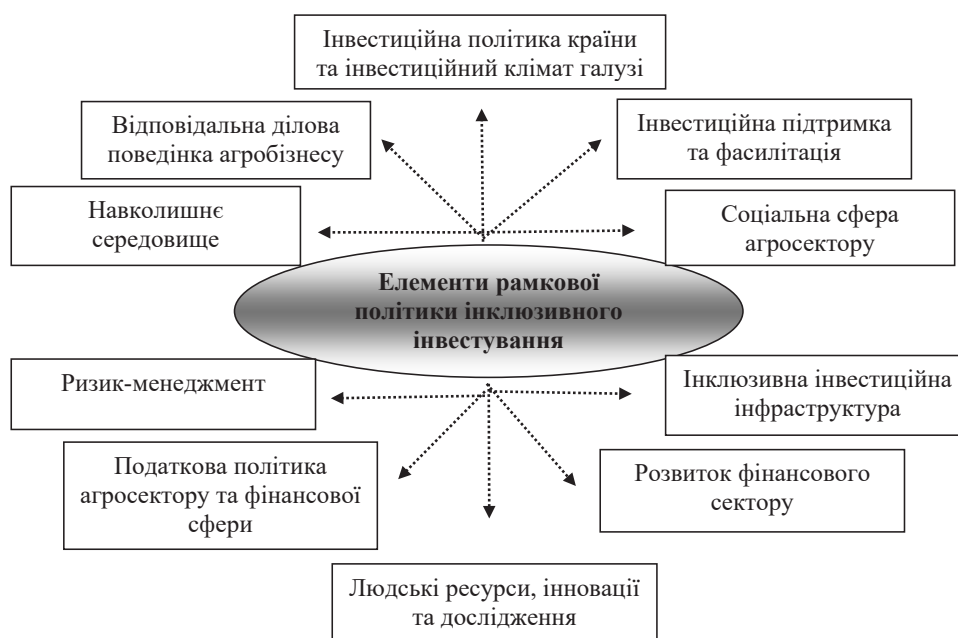 Інвестиційна політика країни
та інвестиційний клімат галузі
Відповідальна ділова
поведінка агробізнесу
Інвестиційна підтримка
та фасилітація
Навколишнє
середовище
Соціальна сфера
агросектору
Елементи рамкової
політики інклюзивного
інвестування
Ризик-менеджмент
Інклюзивна інвестиційна
інфраструктура
Податкова політика
агросектору та фінансової
сфери
Розвиток фінансового
сектору
Людські ресурси, інновації
та дослідження